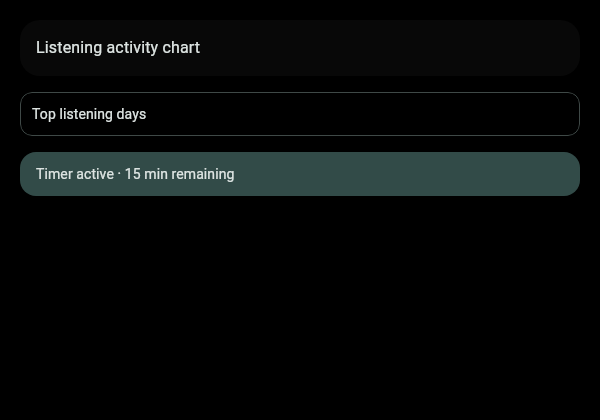 Listening activity chart
Top listening days
Timer active · 15 min remaining